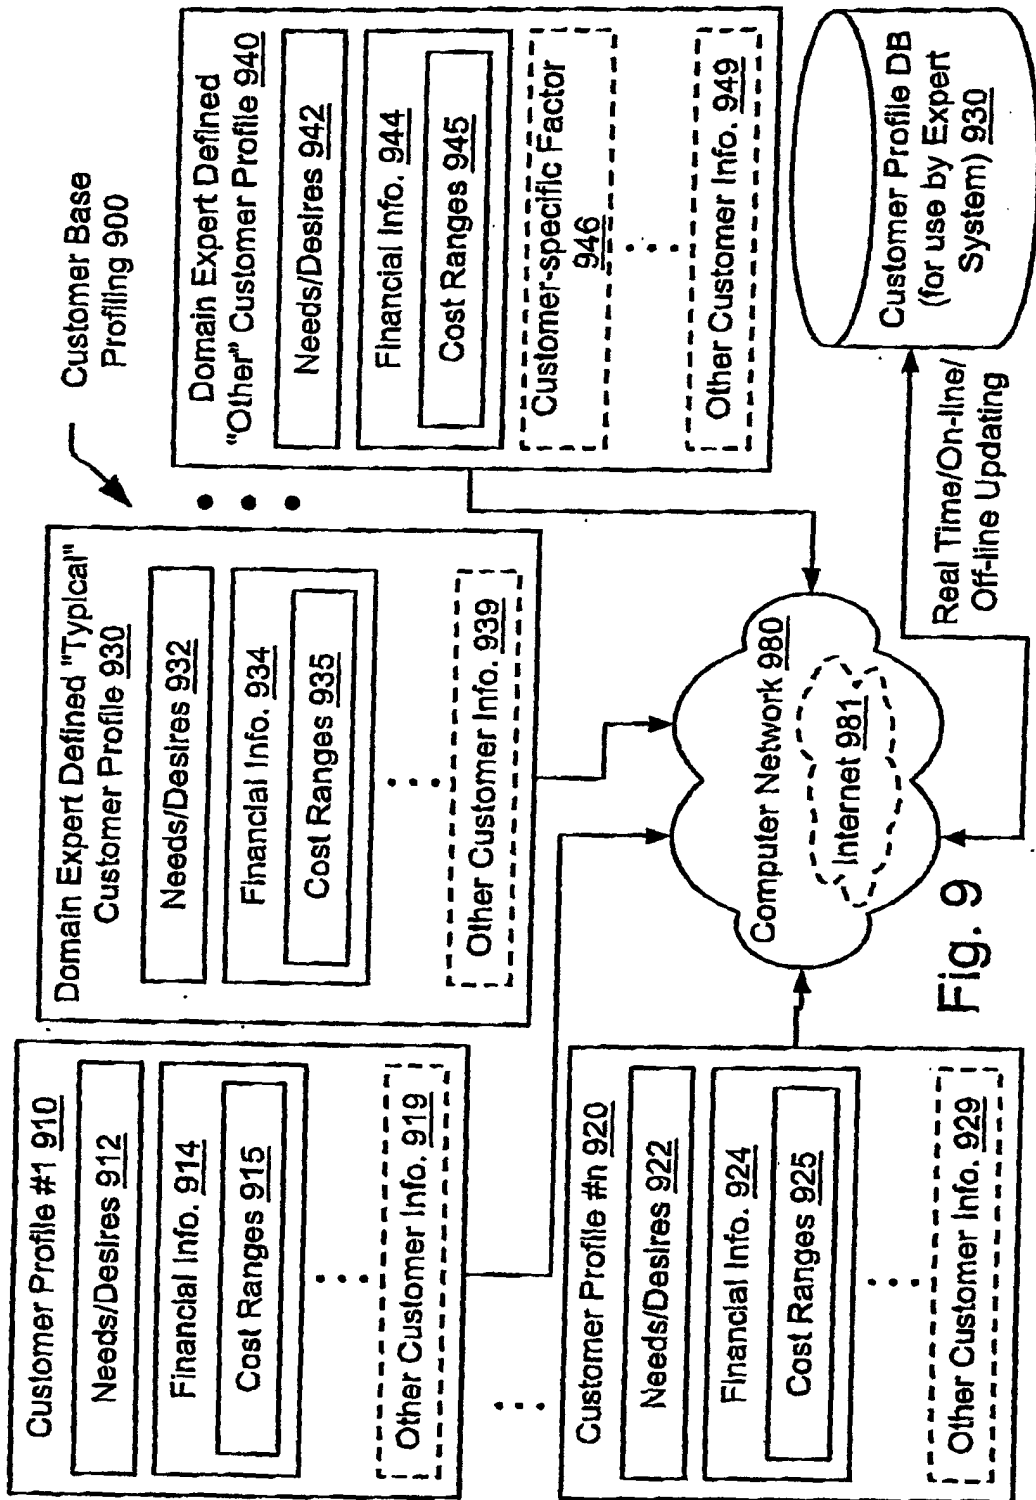 Customer Base
Profiling 900
Customer Profile #1 910
Needs/Desires 912
Financial Info. 914
Cost Ranges 915
Other Customer Info. 919
Customer Profile #n 920
Needs/Desires 922
Financial Info. 924
Cost Ranges 925
Other Customer Info. 929
Domain Expert Defined "Typical"
Customer Profile 930
Needs/Desires 932
Financial Info. 934
Cost Ranges 935
Other Customer Info. 939
Domain Expert Defined
"Other" Customer Profile 940
Needs/Desires 942
Financial Info. 944
Cost Ranges 945
Customer-specific Factor
946
Other Customer Info. 949
Computer Network 980
Internet 981
Real Time/On-line/
Off-line Updating
Customer Profile DB
(for use by Expert
System) 930
Fig. 9